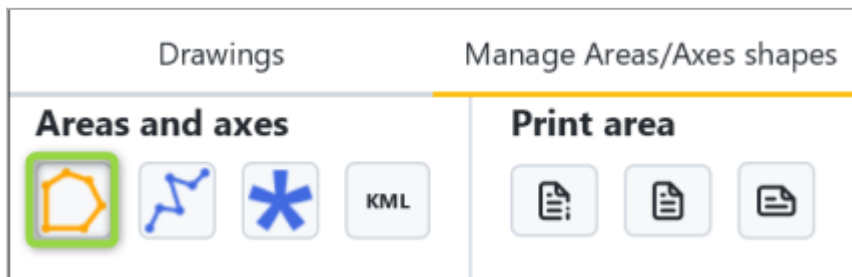 Drawings
Manage Areas/Axes shapes
Areas and axes
Print area
KML